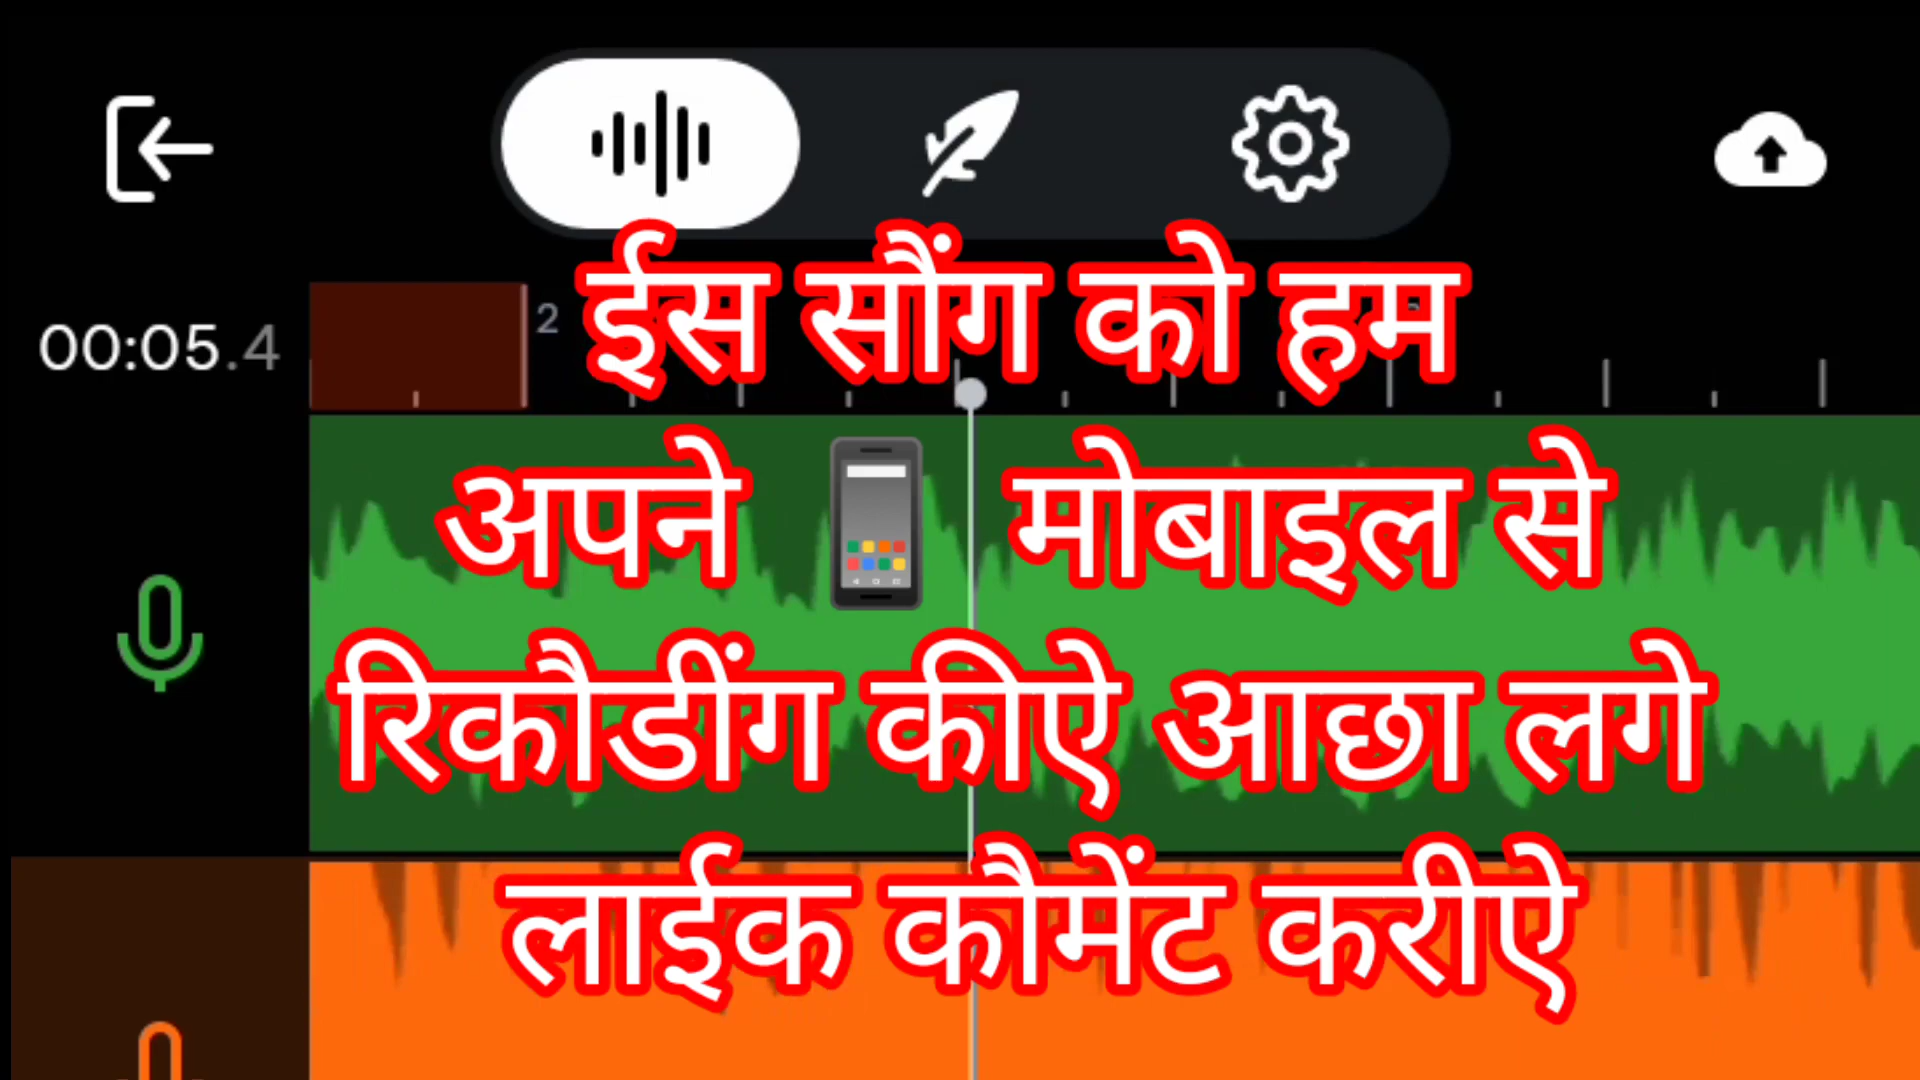 00:05.4
2
ईस सौंग को हम
अपने मोबाइल से
रिकौडींग कीऐ आछा लगे
लाईक कौमेंट करीऐ